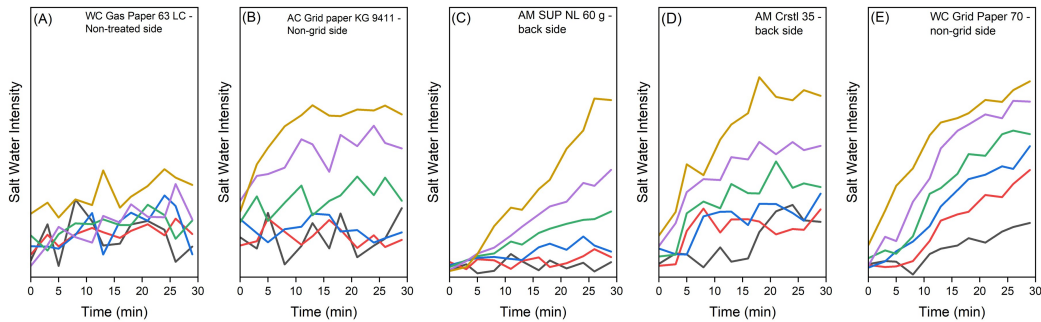 (A) WC Gas Paper 63 LC -
Non-treated side
Salt Water Intensity
0 5 10 15 20 25 30
Time (min)
(B) AC Grid paper KG 9411 -
Non-grid side
Salt Water Intensity
0 5 10 15 20 25 30
Time (min)
(C) AM SUP NL 60 g -
back side
Salt Water Intensity
0 5 10 15 20 25 30
Time (min)
(D) AM Crstl 35 -
back side
Salt Water Intensity
0 5 10 15 20 25 30
Time (min)
(E) WC Grid Paper 70 -
non-grid side
Salt Water Intensity
0 5 10 15 20 25 30
Time (min)